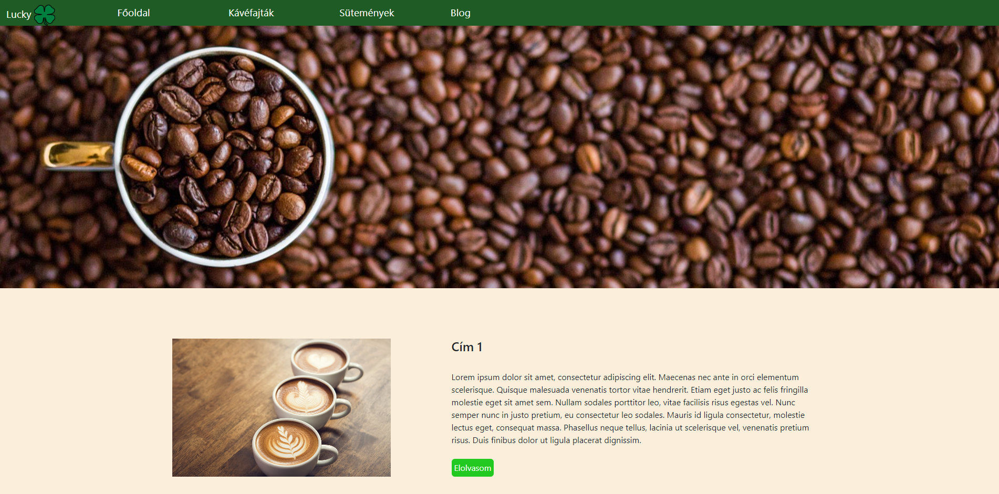 Lucky Főoldal Kávéfajták Sütemények Blog
Cím 1
Lorem ipsum dolor sit amet, consectetur adipiscing elit. Maecenas nec ante in orci elementum
scelerisque. Quisque malesuada venenatis tortor vitae hendrerit. Etiam eget justo ac felis fringilla
molestie eget sit amet sem. Nullam sodales porttitor leo, vitae facilisis risus egestas vel. Nunc
semper nunc in justo pretium, eu consectetur leo sodales. Mauris id ligula consectetur, molestie
lectus eget, consequat massa. Phasellus neque tellus, lacinia ut scelerisque vel, venenatis pretium
risus. Duis finibus dolor ut ligula placerat dignissim.
Elolvasom